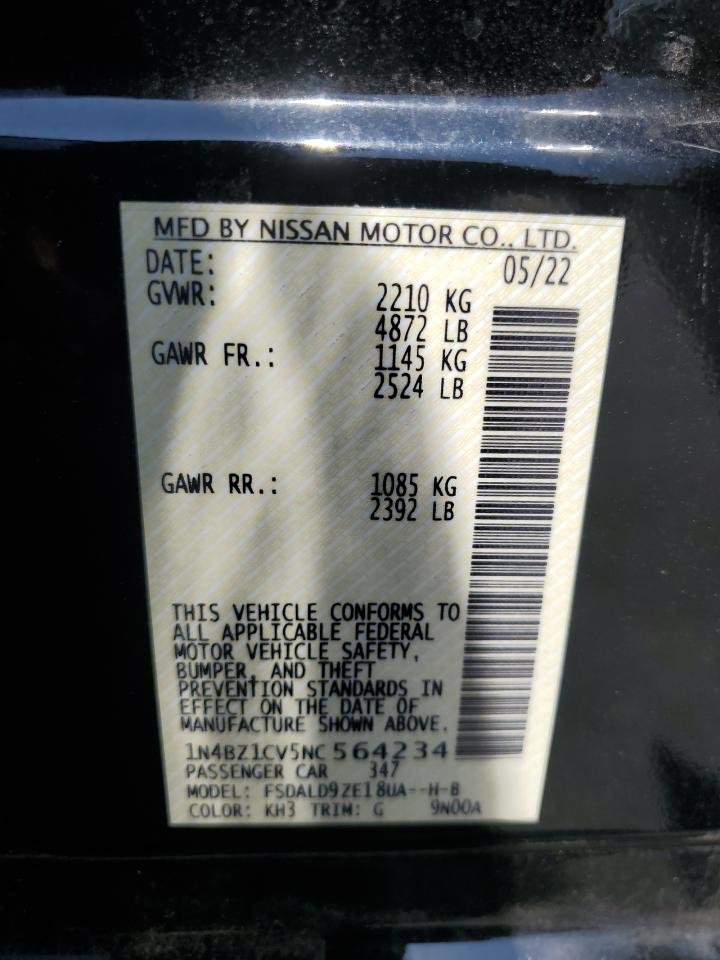 MFD BY NISSAN MOTOR CO., LTD.
DATE: 05/22
GVWR: 2210 KG
4872 LB
GAWR FR.: 1145 KG
2524 LB
GAWR RR.: 1085 KG
2392 LB
THIS VEHICLE CONFORMS TO
ALL APPLICABLE FEDERAL
MOTOR VEHICLE SAFETY,
BUMPER, AND THEFT
PREVENTION STANDARDS IN
EFFECT ON THE DATE OF
MANUFACTURE SHOWN ABOVE.
1N4BZ1CV5NC564234
PASSENGER CAR 347
MODEL: FSDALD9ZE18UA--H-B
COLOR: KH3 TRIM: G 9N00A